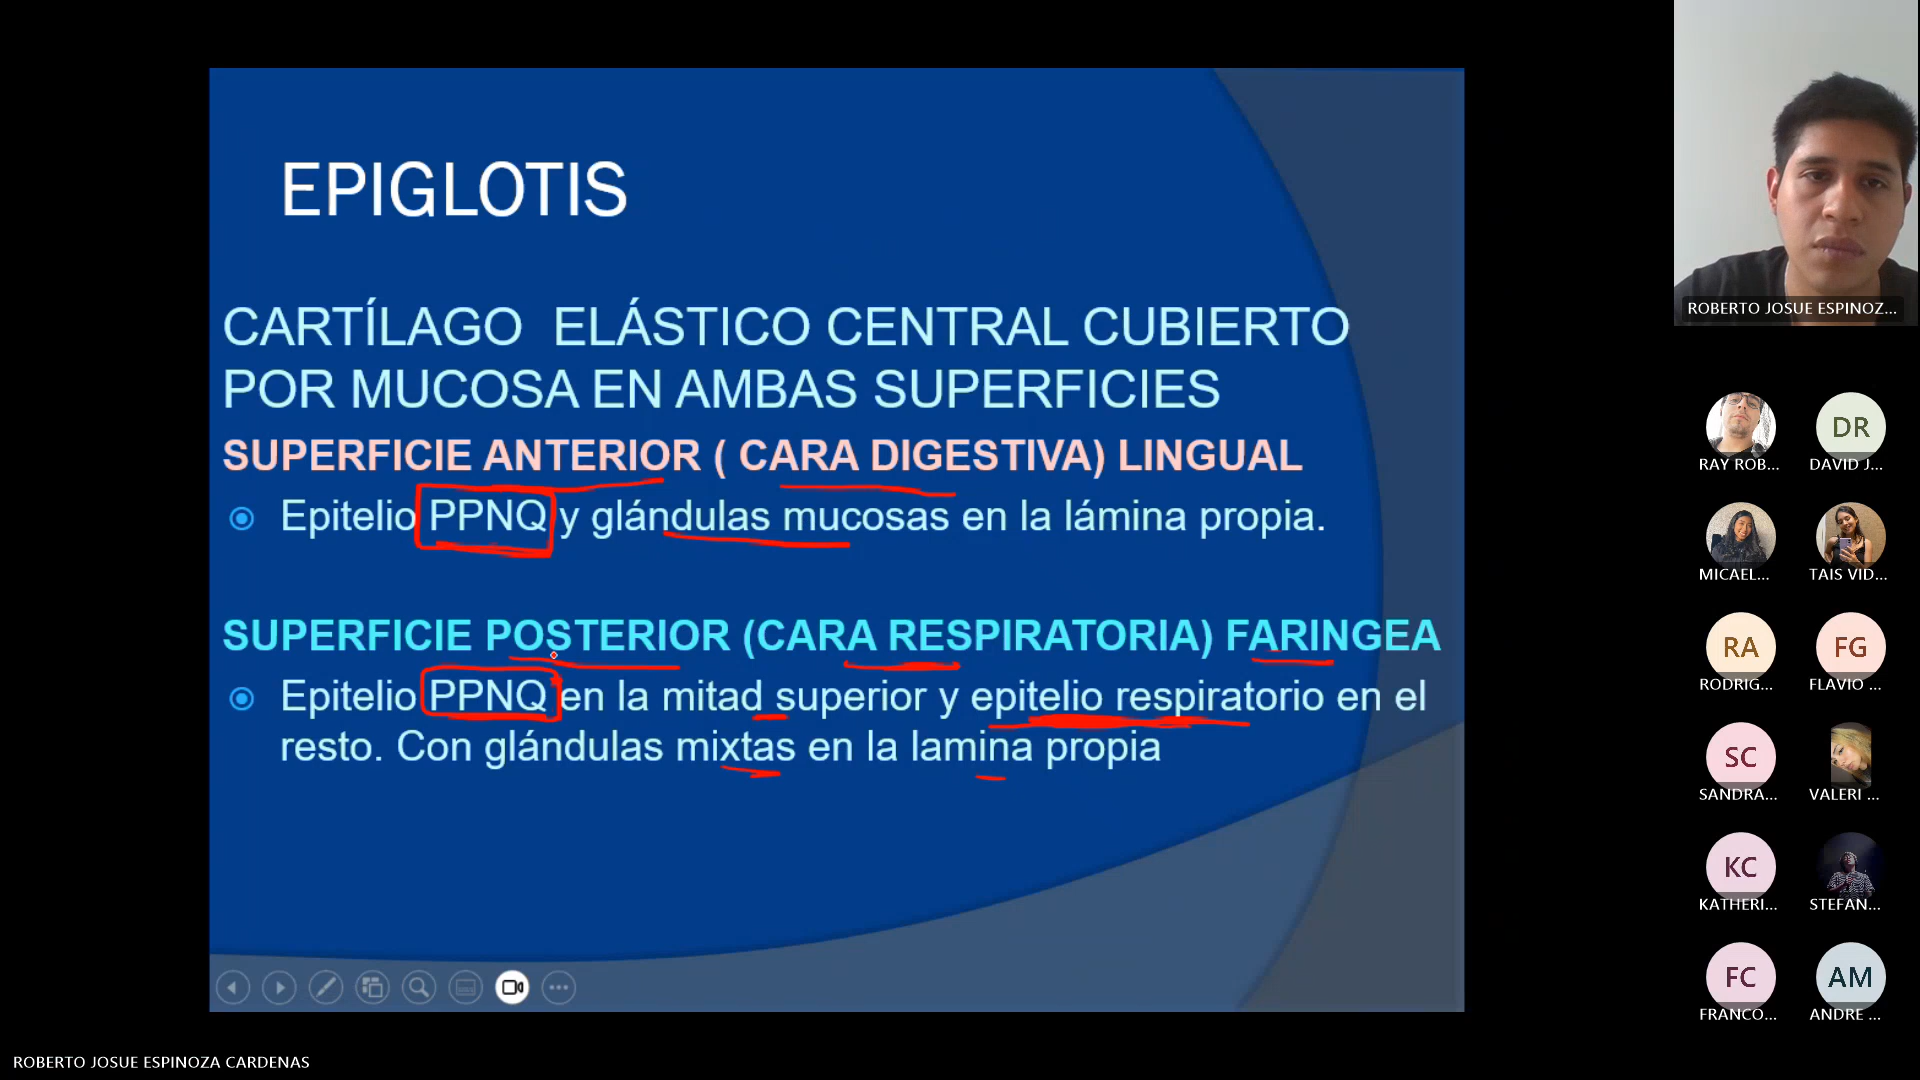 EPIGLOTIS
CARTÍLAGO ELÁSTICO CENTRAL CUBIERTO
POR MUCOSA EN AMBAS SUPERFICIES
SUPERFICIE ANTERIOR ( CARA DIGESTIVA) LINGUAL
Epitelio PPNQ y glándulas mucosas en la lámina propia.
SUPERFICIE POSTERIOR (CARA RESPIRATORIA) FARINGEA
Epitelio PPNQ en la mitad superior y epitelio respiratorio en el
resto. Con glándulas mixtas en la lamina propia
ROBERTO JOSUE ESPINOZ...
RAY ROB...
DR
DAVID J...
MICAEL...
TAIS VID...
RA
RODRIG...
FG
FLAVIO ...
SC
SANDRA...
VALERI ...
KC
KATHERI...
STEFAN...
FC
FRANCO...
AM
ANDRE ...
ROBERTO JOSUE ESPINOZA CARDENAS